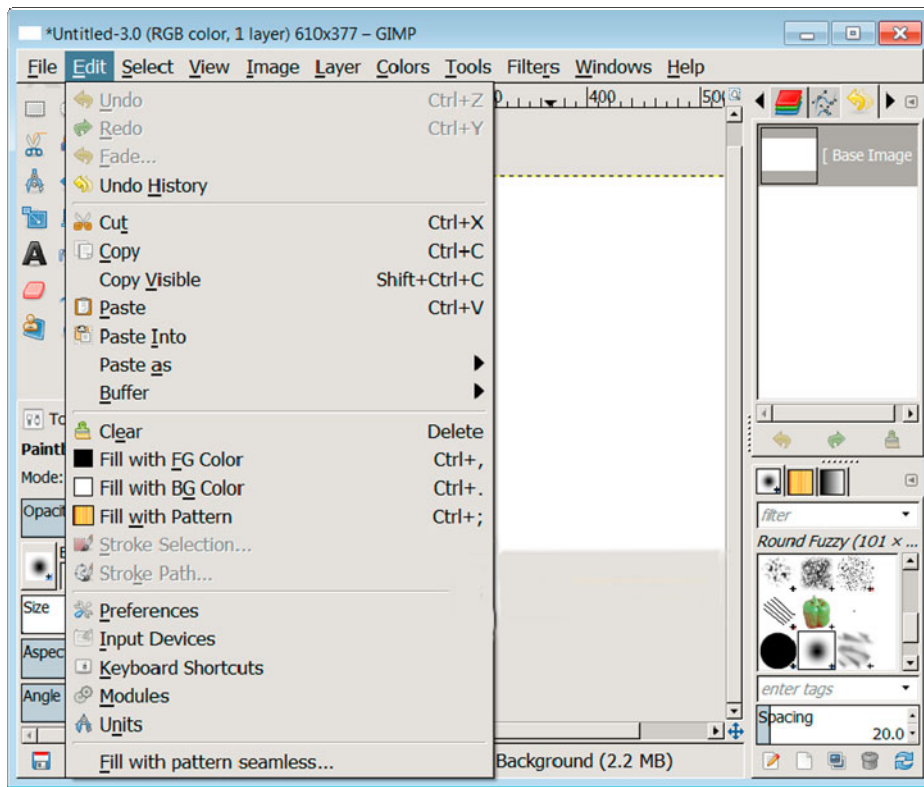 *Untitled-3.0 (RGB color, 1 layer) 610x377 – GIMP
File Edit Select View Image Layer Colors Tools Filters Windows Help
Undo Ctrl+Z
Redo Ctrl+Y
Fade...
Undo History
Cut Ctrl+X
Copy Ctrl+C
Copy Visible Shift+Ctrl+C
Paste Ctrl+V
Paste Into
Paste as
Buffer
Clear Delete
Fill with FG Color Ctrl+,
Fill with BG Color Ctrl+.
Fill with Pattern Ctrl+;
Stroke Selection...
Stroke Path...
Preferences
Input Devices
Keyboard Shortcuts
Modules
Units
Fill with pattern seamless...
400
[ Base Image
To
Paintl
Mode:
Opacit
Size
Aspec
Angle
Background (2.2 MB)
filter
Round Fuzzy (101 × ...
enter tags
Spacing
20.0